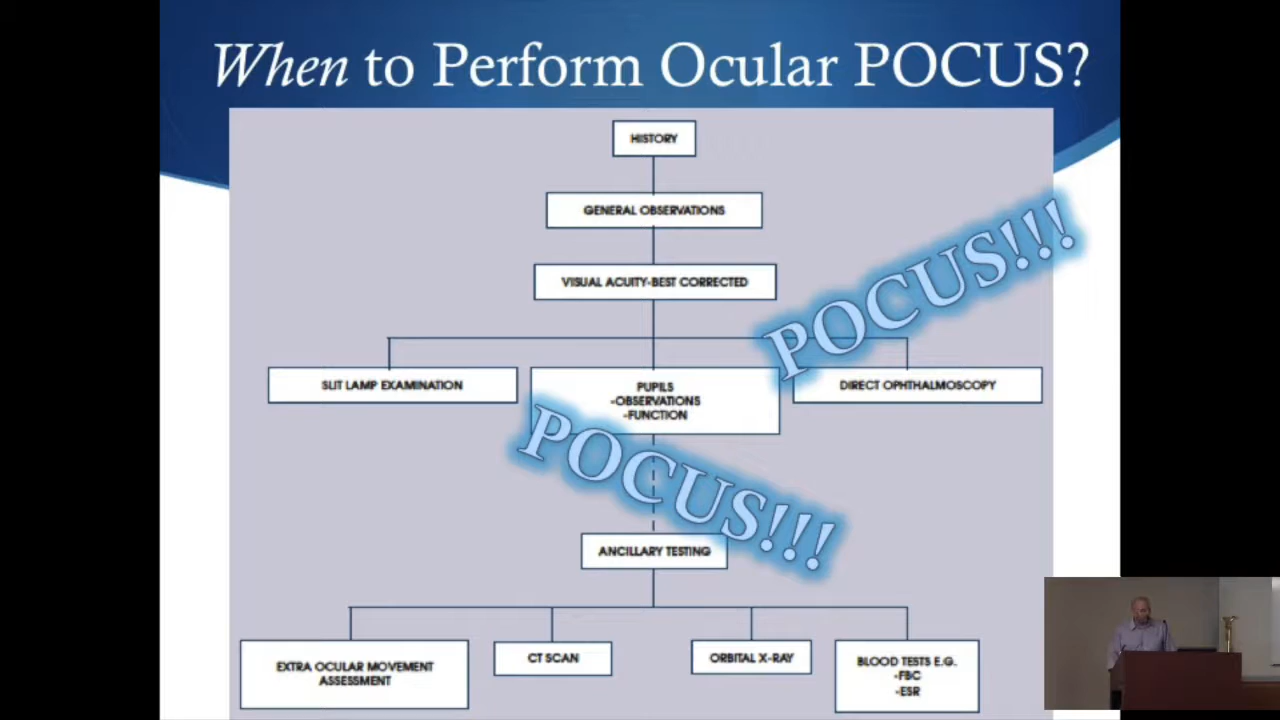 When to Perform Ocular POCUS?
HISTORY
GENERAL OBSERVATIONS
VISUAL ACUITY-BEST CORRECTED
POCUS!!!
SLIT LAMP EXAMINATION
PUPILS
-OBSERVATIONS
-FUNCTION
DIRECT OPHTHALMOSCOPY
POCUS!!!
ANCILLARY TESTING
EXTRA OCULAR MOVEMENT
ASSESSMENT
CT SCAN
ORBITAL X-RAY
BLOOD TESTS E.G.
-FBC
-ESR